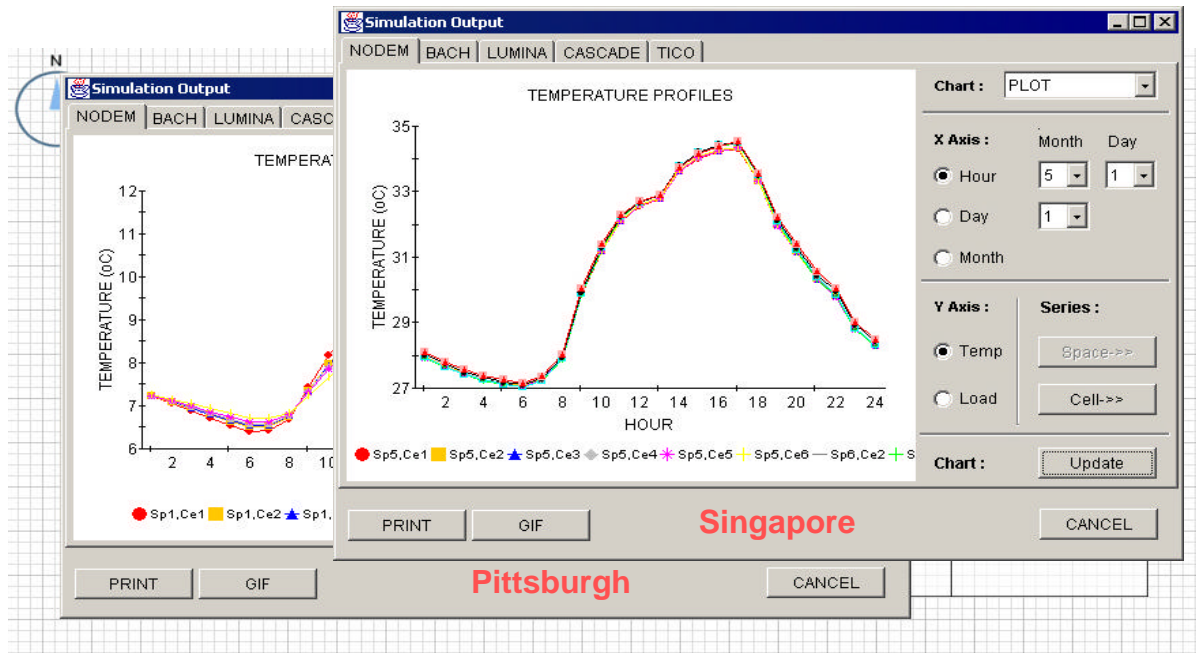 N
Simulation Output
NODEM BACH LUMINA CASC
TEMPERA
TEMPERATURE (oC)
12
11
10
9
8
7
6
2 4 6 8 10
Sp1,Ce1 Sp1,Ce2 Sp1,
PRINT GIF CANCEL
Pittsburgh
Simulation Output
NODEM BACH LUMINA CASCADE TICO
TEMPERATURE PROFILES
TEMPERATURE (oC)
35
33
31
29
27
2 4 6 8 10 12 14 16 18 20 22 24
HOUR
Sp5,Ce1 Sp5,Ce2 Sp5,Ce3 Sp5,Ce4 Sp5,Ce5 Sp5,Ce6 Sp6,Ce2 S
Chart : PLOT
X Axis : Month Day
Hour 5 1
Day 1
Month
Y Axis : Series :
Temp Space->>
Load Cell->>
Chart : Update
PRINT GIF CANCEL
Singapore